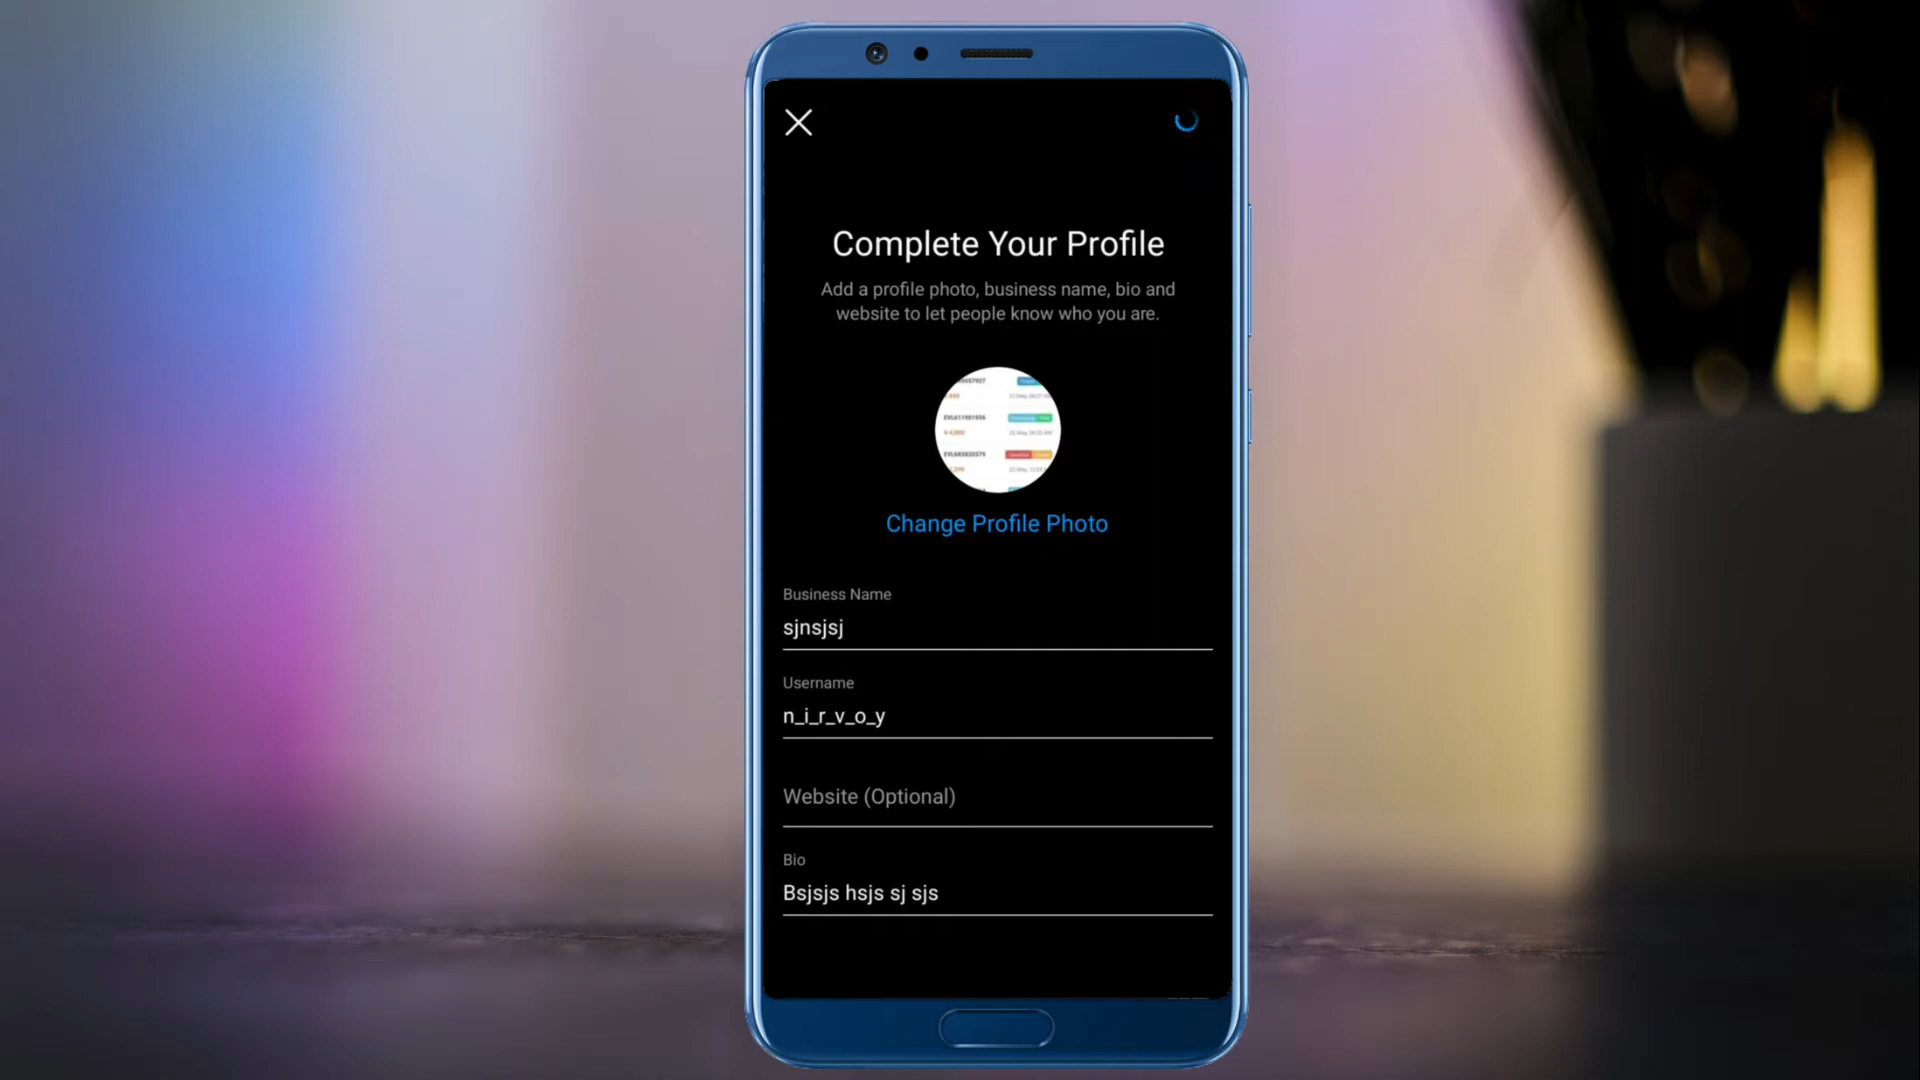 Complete Your Profile
Add a profile photo, business name, bio and
website to let people know who you are.
Change Profile Photo
Business Name
sjnsjsj
Username
n_i_r_v_o_y
Website (Optional)
Bio
Bsjsjs hsjs sj sjs